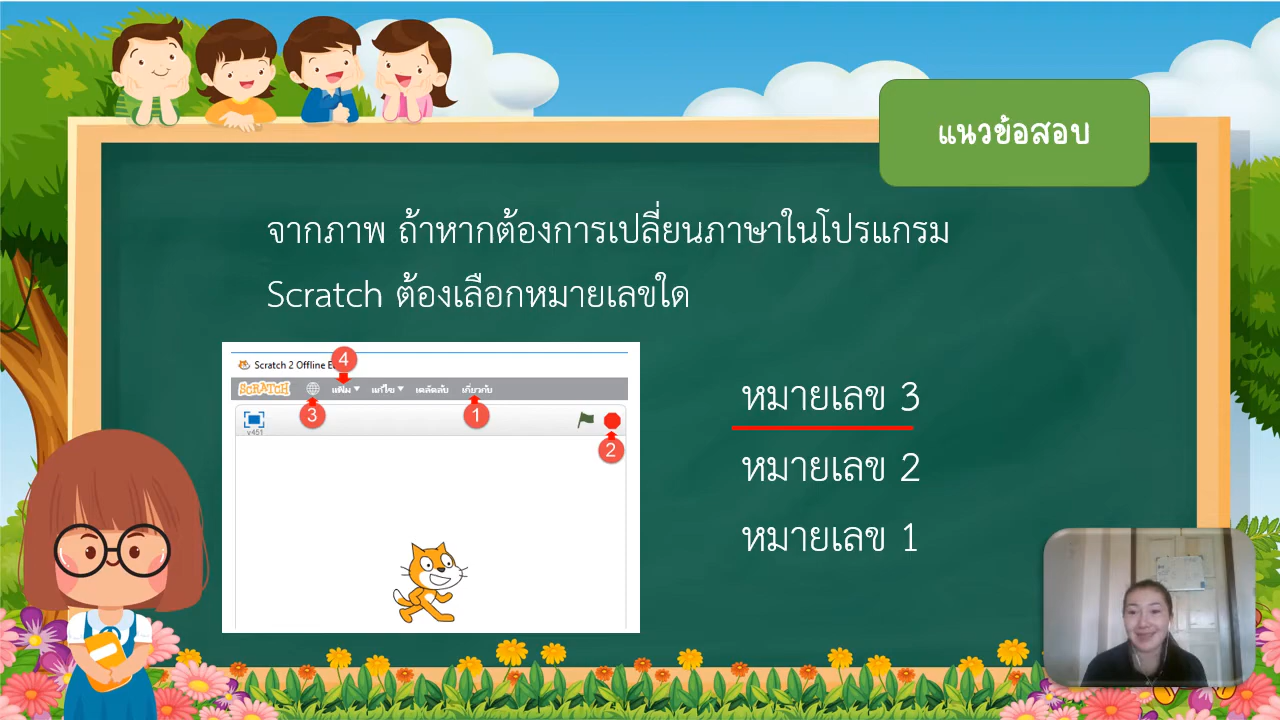 แนวข้อสอบ
จากภาพ ถ้าหากต้องการเปลี่ยนภาษาในโปรแกรม
Scratch ต้องเลือกหมายเลขใด
Scratch 2 Offline E
4
SCRATCH แฟ้ม แก้ไข เคล็ดลับ เกี่ยวกับ
3
1
v451
2
หมายเลข 3
หมายเลข 2
หมายเลข 1